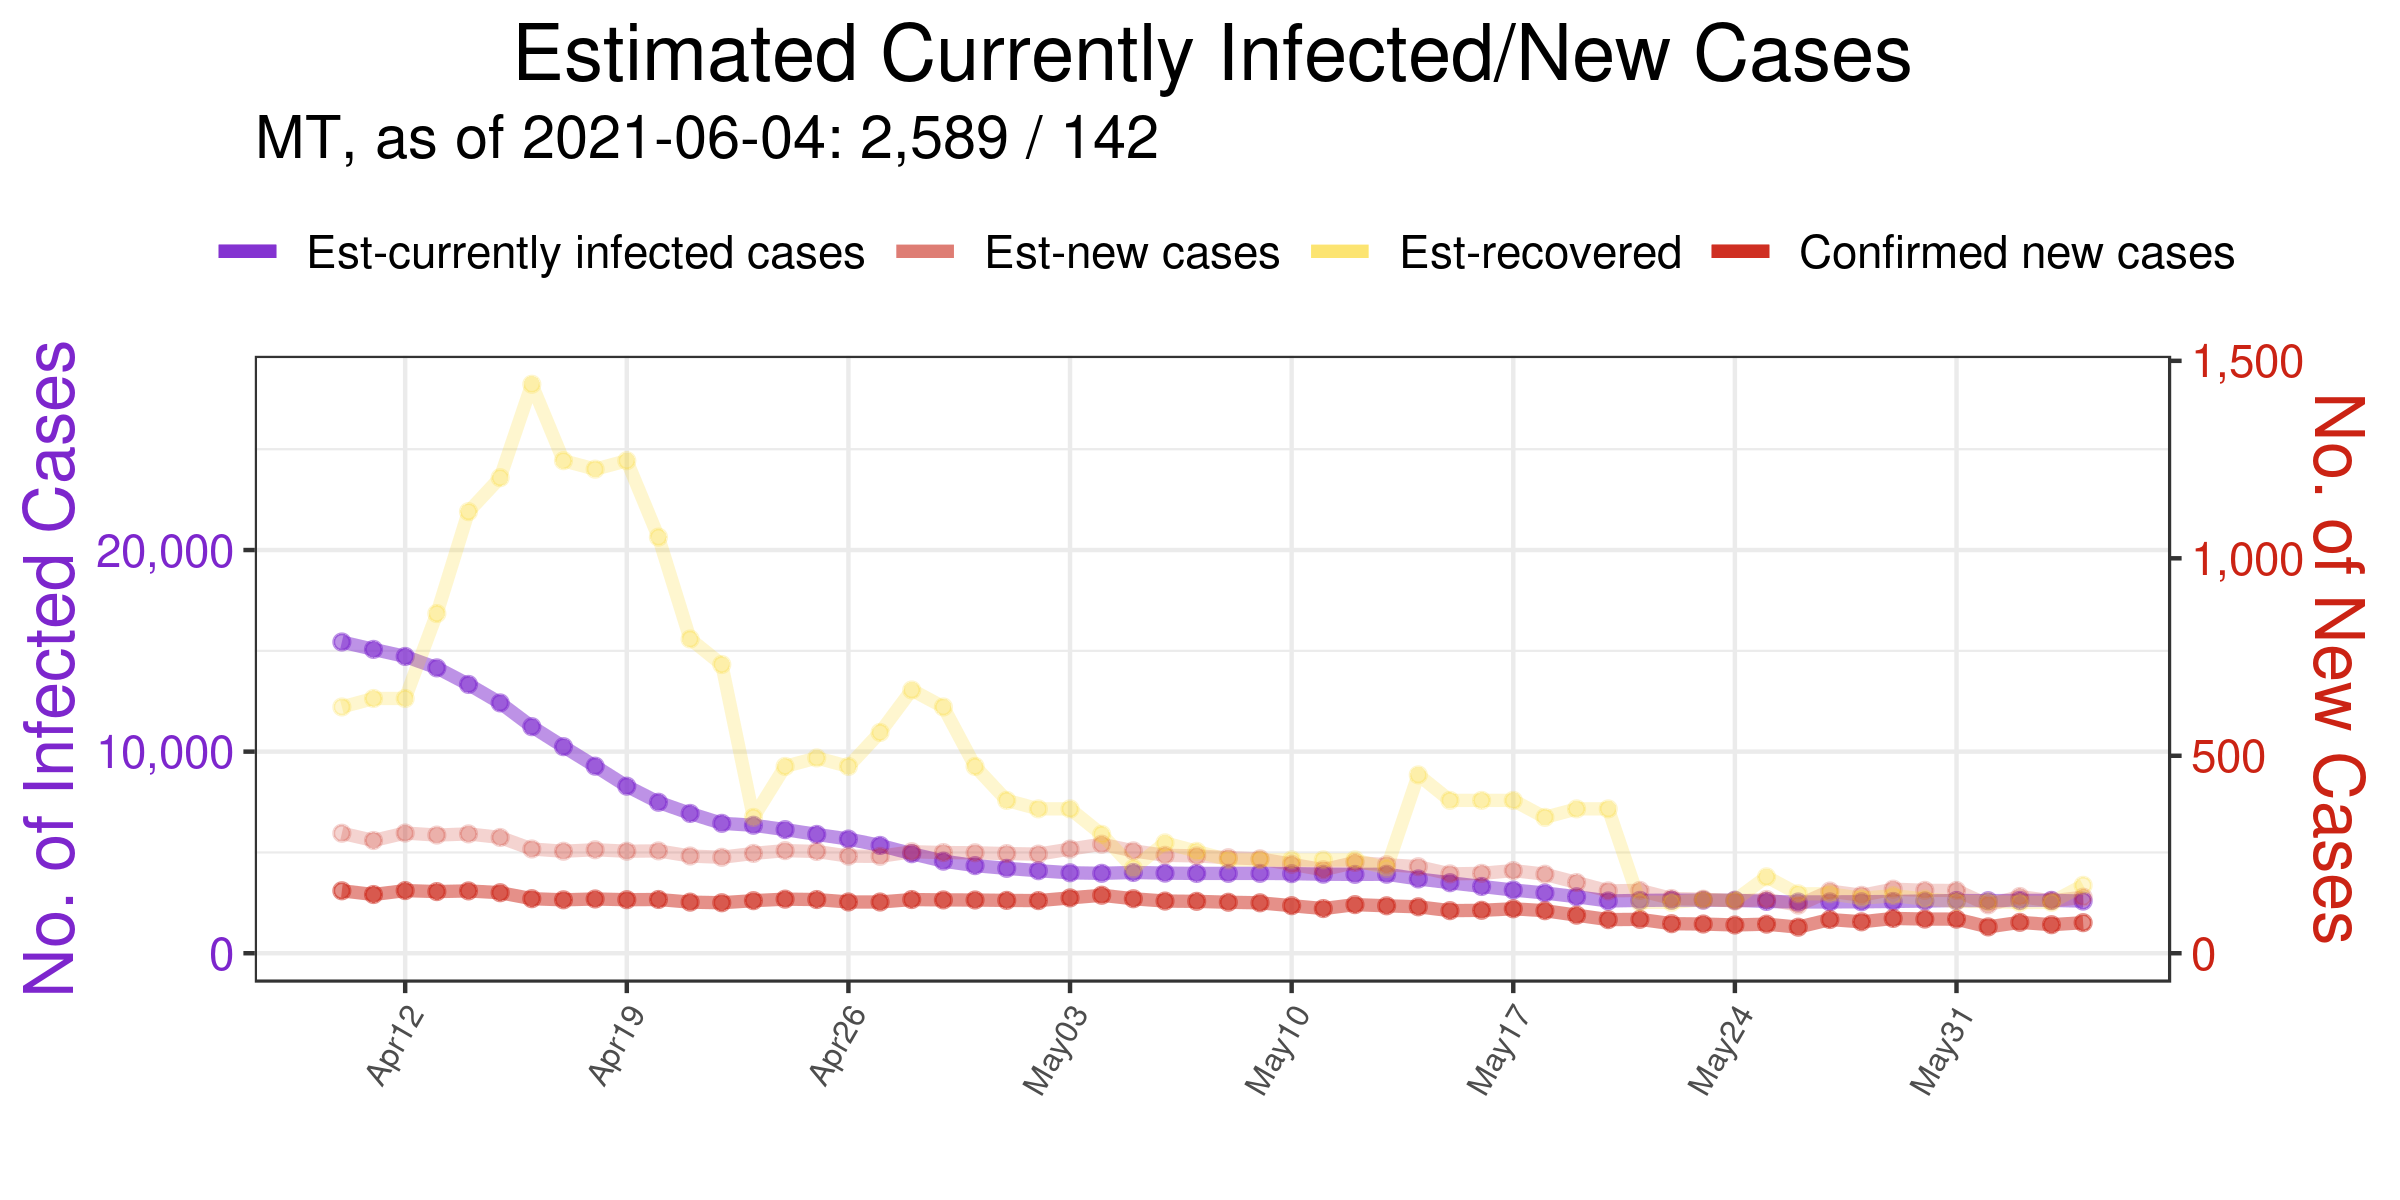 Estimated Currently Infected/New Cases
MT, as of 2021-06-04: 2,589 / 142
Est-currently infected cases Est-new cases Est-recovered Confirmed new cases
No. of Infected Cases
20,000
10,000
0
1,500
1,000
500
0
No. of New Cases
Apr12 Apr19 Apr26 May03 May10 May17 May24 May31